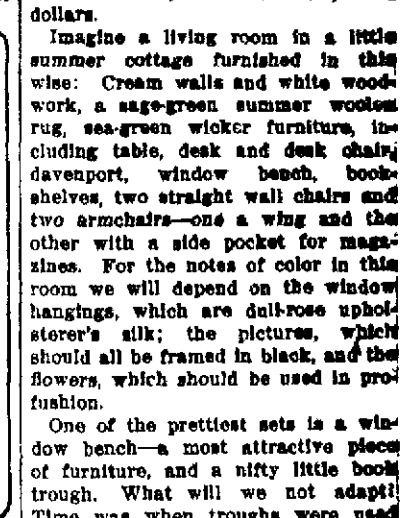 dollars.
Imagine a living room in a little
summer cottage furnished in this
wise: Cream walls and white wood-
work, a sage-green summer woolen
rug, sea-green wicker furniture, in-
cluding table, desk and desk chair,
davenport, window bench, book-
shelves, two straight wall chairs and
two armchairs—one a wing and the
other with a side pocket for maga-
zines. For the notes of color in this
room we will depend on the window
hangings, which are dull-rose uphol-
sterer's silk; the pictures, which
should all be framed in black, and the
flowers, which should be used in pro-
fushion.
One of the prettiest sets is a win-
dow bench—a most attractive piece
of furniture, and a nifty little book
trough. What will we not adapt!
Time was when troughs were used